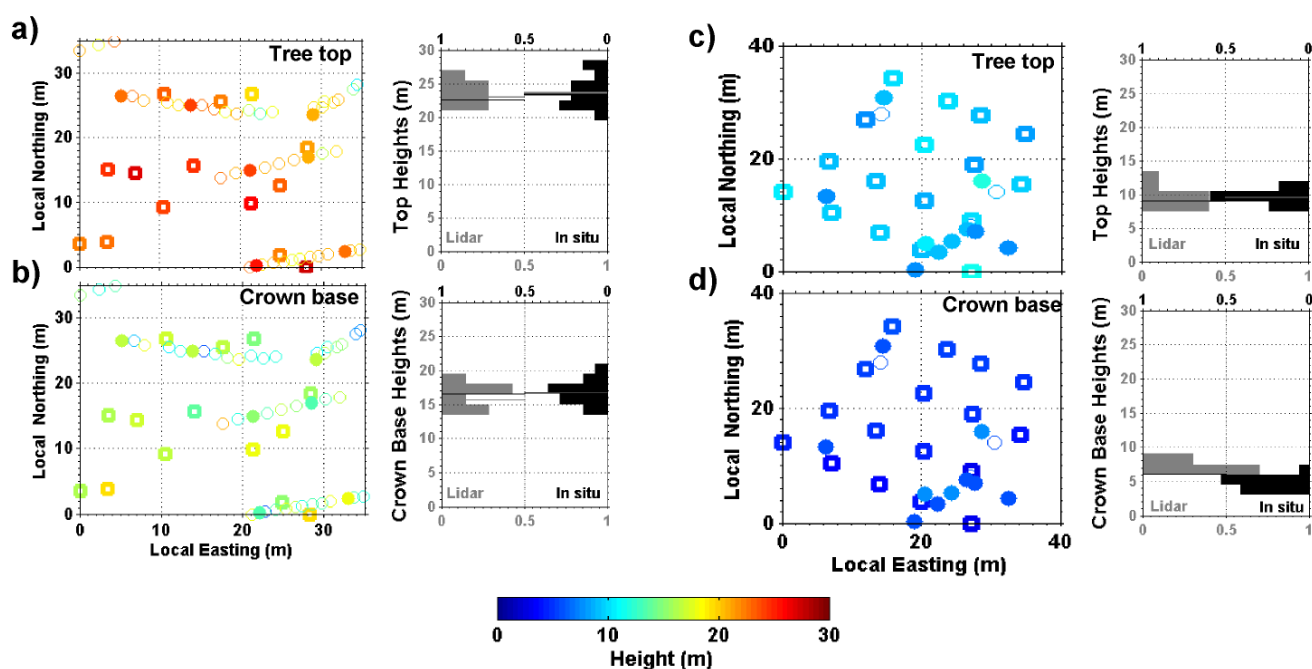 a)
Tree top
Local Northing (m)
30
20
10
0
1 0.5 0
Top Heights (m)
30
25
20
15
10
5
0
Lidar In situ
0 0.5 1
b)
Crown base
Local Northing (m)
30
20
10
0
0 10 20 30
Local Easting (m)
1 0.5 0
Crown Base Heights (m)
30
25
20
15
10
5
0
Lidar In situ
0 0.5 1
c)
Tree top
Local Northing (m)
40
20
0
1 0.5 0
Top Heights (m)
30
25
20
15
10
5
0
Lidar In situ
0 0.5 1
d)
Crown base
Local Northing (m)
40
20
0
0 20 40
Local Easting (m)
1 0.5 0
Crown Base Heights (m)
30
25
20
15
10
5
0
Lidar In situ
0 0.5 1
0 10 20 30
Height (m)